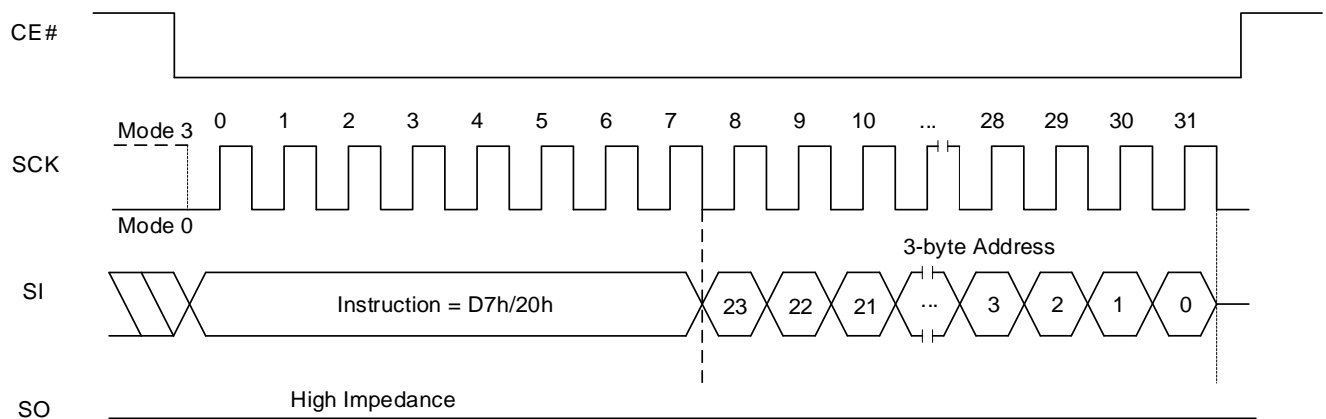 CE#
0 1 2 3 4 5 6 7 8 9 10 ... 28 29 30 31
Mode 3
SCK
Mode 0
3-byte Address
SI
Instruction = D7h/20h 23 22 21 ... 3 2 1 0
High Impedance
SO